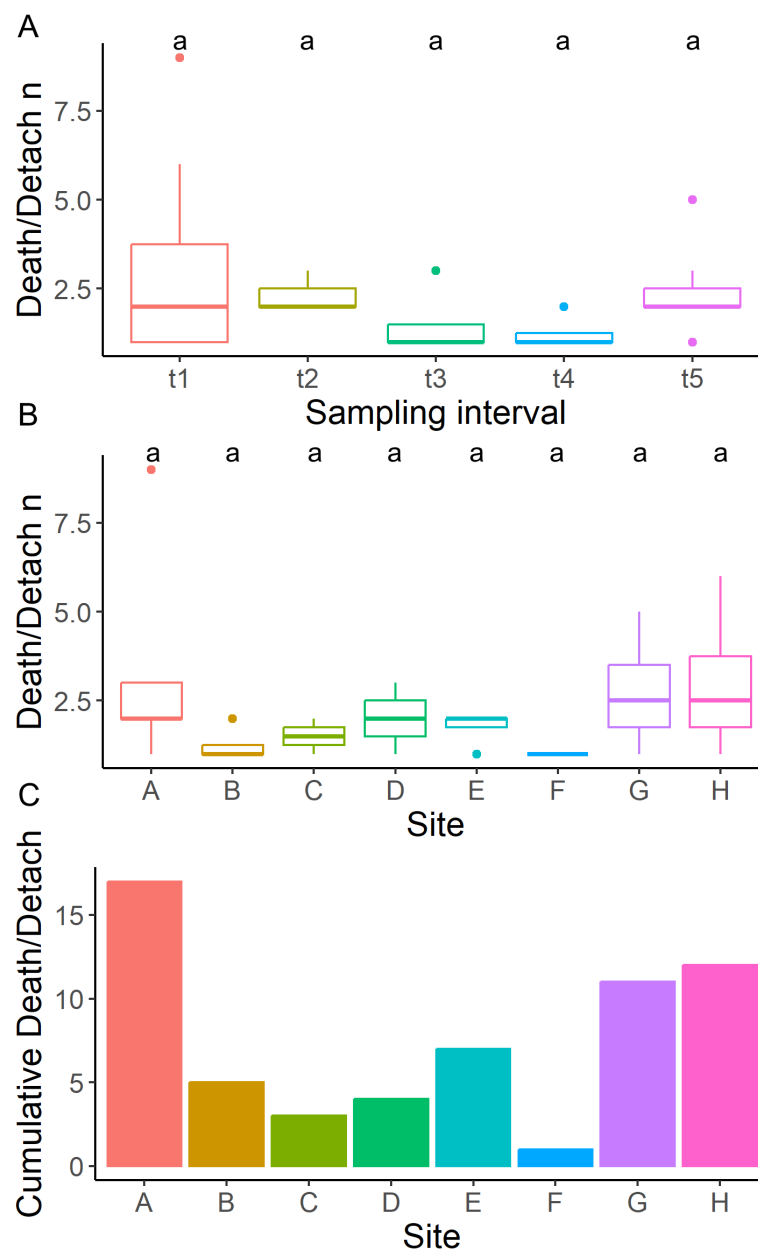 A
a a a a a
Death/Detach n
7.5
5.0
2.5
t1 t2 t3 t4 t5
Sampling interval
B
a a a a a a a a
Death/Detach n
7.5
5.0
2.5
A B C D E F G H
Site
C
Cumulative Death/Detach
15
10
5
0
A B C D E F G H
Site